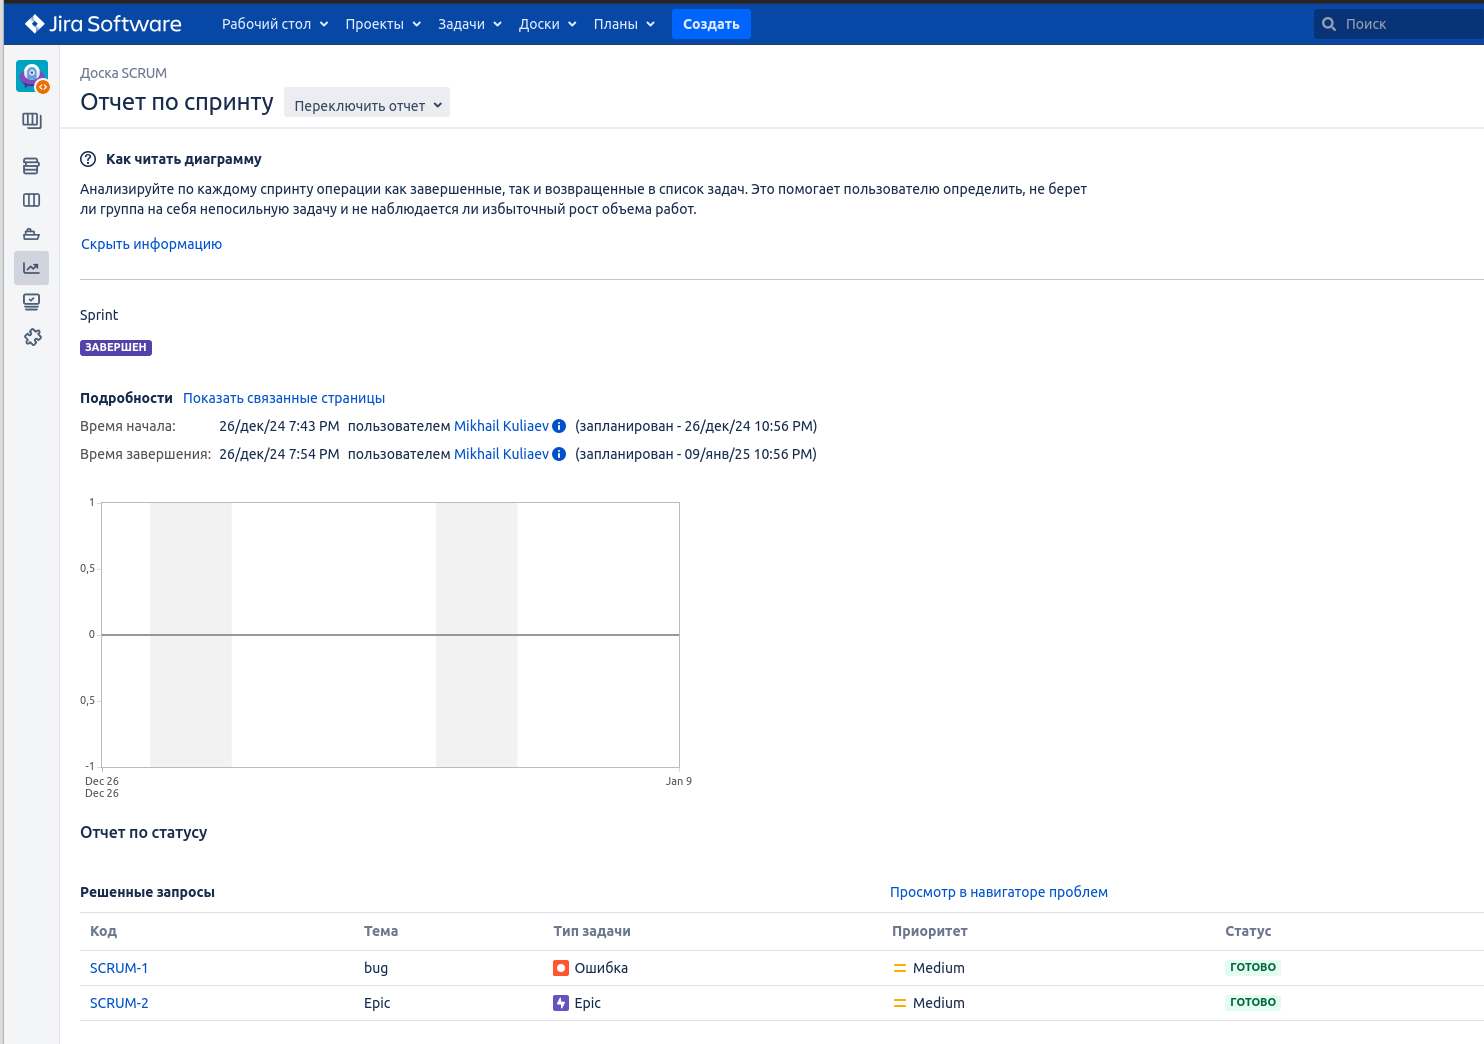 Jira Software Рабочий стол Проекты Задачи Доски Планы Создать Поиск
Доска SCRUM
Отчет по спринту Переключить отчет
Как читать диаграмму
Анализируйте по каждому спринту операции как завершенные, так и возвращенные в список задач. Это помогает пользователю определить, не берет
ли группа на себя непосильную задачу и не наблюдается ли избыточный рост объема работ.
Скрыть информацию
Sprint
ЗАВЕРШЕН
Подробности Показать связанные страницы
Время начала: 26/дек/24 7:43 PM пользователем Mikhail Kuliaev (запланирован - 26/дек/24 10:56 PM)
Время завершения: 26/дек/24 7:54 PM пользователем Mikhail Kuliaev (запланирован - 09/янв/25 10:56 PM)
1
0,5
0
0,5
-1
Dec 26 Jan 9
Dec 26
Отчет по статусу
Решенные запросы Просмотр в навигаторе проблем
Код Тема Тип задачи Приоритет Статус
SCRUM-1 bug Ошибка Medium ГОТОВО
SCRUM-2 Epic Epic Medium ГОТОВО